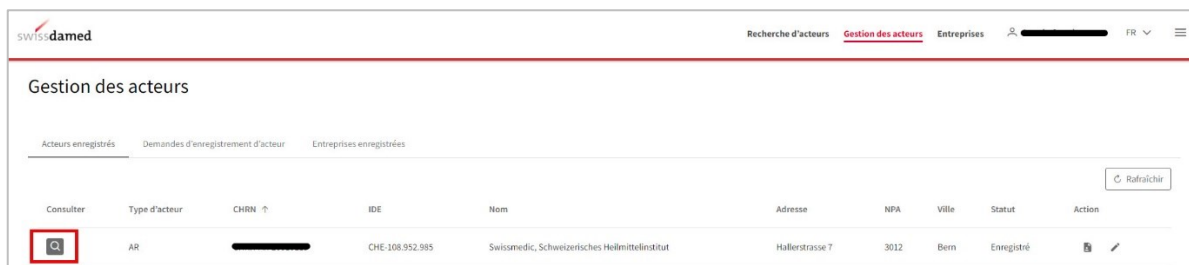 swissdamed
Recherche d'acteurs Gestion des acteurs Entreprises FR
Gestion des acteurs
Acteurs enregistrés Demandes d'enregistrement d'acteur Entreprises enregistrées
Rafraîchir
Consulter Type d'acteur CHRN ↑ IDE Nom Adresse NPA Ville Statut Action
AR CHE-108.952.985 Swissmedic, Schweizerisches Heilmittelinstitut Hallerstrasse 7 3012 Bern Enregistré